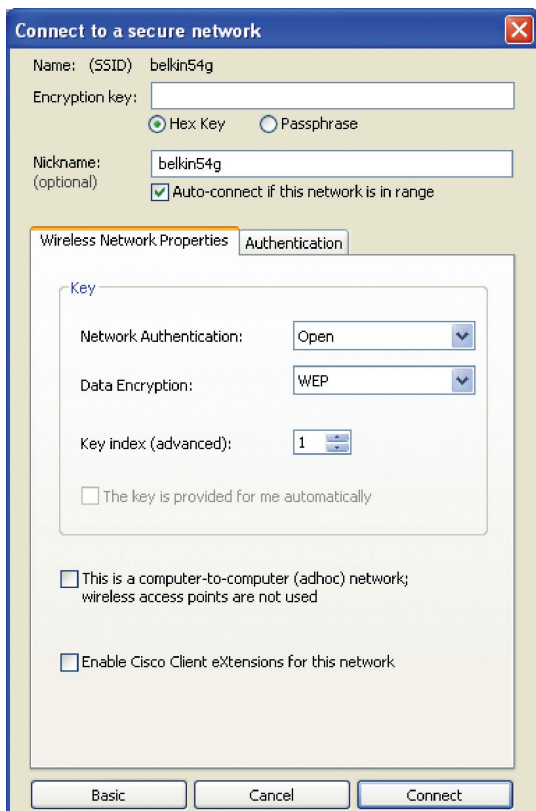 Connect to a secure network
Name: (SSID) belkin54g
Encryption key:
Hex Key Passphrase
Nickname: belkin54g
(optional)
Auto-connect if this network is in range
Wireless Network Properties Authentication
Key
Network Authentication: Open
Data Encryption: WEP
Key index (advanced): 1
The key is provided for me automatically
This is a computer-to-computer (adhoc) network;
wireless access points are not used
Enable Cisco Client eXtensions for this network
Basic Cancel Connect